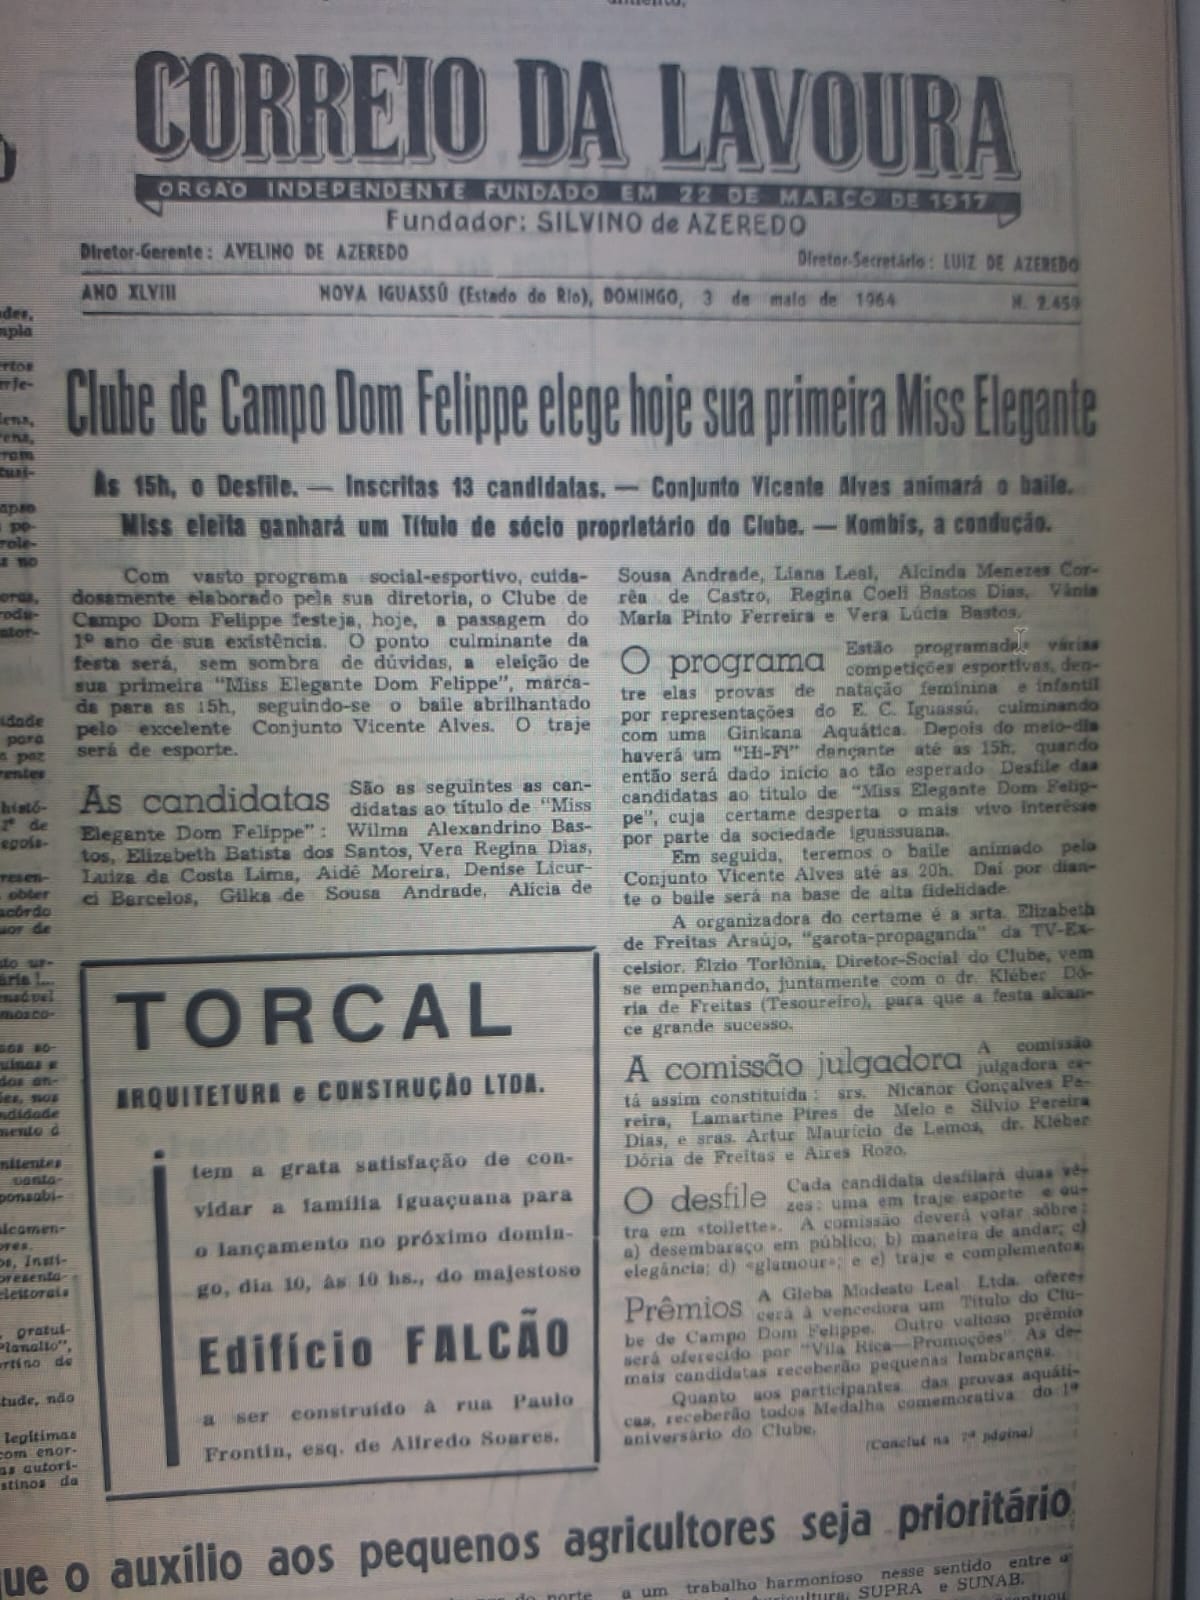 CORREIO DA LAVOURA
ORGÃO INDEPENDENTE FUNDADO EM 22 DE MARÇO DE 1917
Fundador: SILVINO de AZEREDO
Diretor-Gerente: AVELINO DE AZEREDO
Diretor-Secretário: LUIZ DE AZEREDO
ANO XLVIII NOVA IGUASSÚ (Estado do Rio), DOMINGO, 3 de maio de 1964 N. 2.459
Clube de Campo Dom Felippe elege hoje sua primeira Miss Elegante
Às 15h, o Desfile. — Inscritas 13 candidatas. — Conjunto Vicente Alves animará o baile.
Miss eleita ganhará um Título de sócio proprietário do Clube. — Kombis, a condução.
Com vasto programa social-esportivo, cuida-
dosamente elaborado pela sua diretoria, o Clube de
Campo Dom Felippe festeja, hoje, a passagem do
1º ano de sua existência. O ponto culminante da
festa será, sem sombra de dúvidas, a eleição de
sua primeira "Miss Elegante Dom Felippe", marca-
da para as 15h, seguindo-se o baile abrilhantado
pelo excelente Conjunto Vicente Alves. O traje
será de esporte.
As candidatas São as seguintes as can-
didatas ao título de "Miss
Elegante Dom Felippe": Wilma Alexandrino Bas-
tos, Elizabeth Batista dos Santos, Vera Regina Dias,
Luiza da Costa Lima, Aidê Moreira, Denise Licur-
ci Barcelos, Gilka de Sousa Andrade, Alícia de
Sousa Andrade, Liana Leal, Alcinda Menezes Cor-
rêa de Castro, Regina Coeli Bastos Dias, Vânia
Maria Pinto Ferreira e Vera Lúcia Bastos.
O programa Estão programadas várias
competições esportivas, den-
tre elas provas de natação feminina e infantil
por representações do E. C. Iguassú, culminando
com uma Ginkana Aquática. Depois do meio-dia
haverá um "Hi-Fi" dançante até as 15h, quando
então será dado início ao tão esperado Desfile das
candidatas ao título de "Miss Elegante Dom Felip-
pe", cuja certame desperta o mais vivo interêsse
por parte da sociedade iguassuana.
Em seguida, teremos o baile animado pelo
Conjunto Vicente Alves até as 20h. Daí por dian-
te o baile será na base de alta fidelidade.
A organizadora do certame é a srta. Elizabeth
de Freitas Araújo, "garota-propaganda" da TV-Ex-
celsior. Élzio Torlônia, Diretor-Social do Clube, vem
se empenhando, juntamente com o dr. Kléber Dó-
ria de Freitas (Tesoureiro), para que a festa alcan-
ce grande sucesso.
A comissão julgadora A comissão
julgadora es-
tá assim constituída: srs. Nicanor Gonçalves Pe-
reira, Lamartine Pires de Melo e Silvio Pereira
Dias, e sras. Artur Maurício de Lemos, dr. Kléber
Dória de Freitas e Aires Rozo.
O desfile Cada candidata desfilará duas vê-
zes: uma em traje esporte e ou-
tra em «toilette». A comissão deverá votar sôbre:
a) desembaraço em público; b) maneira de andar; c)
elegância; d) «glamour»; e e) traje e complementos.
Prêmios A Gleba Modesto Leal Ltda. ofere-
cerá à vencedora um Título do Clu-
be de Campo Dom Felippe. Outro valioso prêmio
será oferecido por "Vila Rica—Promoções". As de-
mais candidatas receberão pequenas lembranças.
Quanto aos participantes das provas aquáti-
cas, receberão todos Medalha comemorativa do 1º
aniversário do Clube.
(Conclui na 7ª página)
TORCAL
ARQUITETURA e CONSTRUÇÃO LTDA.
tem a grata satisfação de con-
vidar a família iguaçuana para
o lançamento no próximo domin-
go, dia 10, às 10 hs., do majestoso
Edifício FALCÃO
a ser construído à rua Paulo
Frontin, esq. de Alfredo Soares.
que o auxílio aos pequenos agricultores seja prioritário
a um trabalho harmonioso nesse sentido entre a
SUPRA e SUNAB.